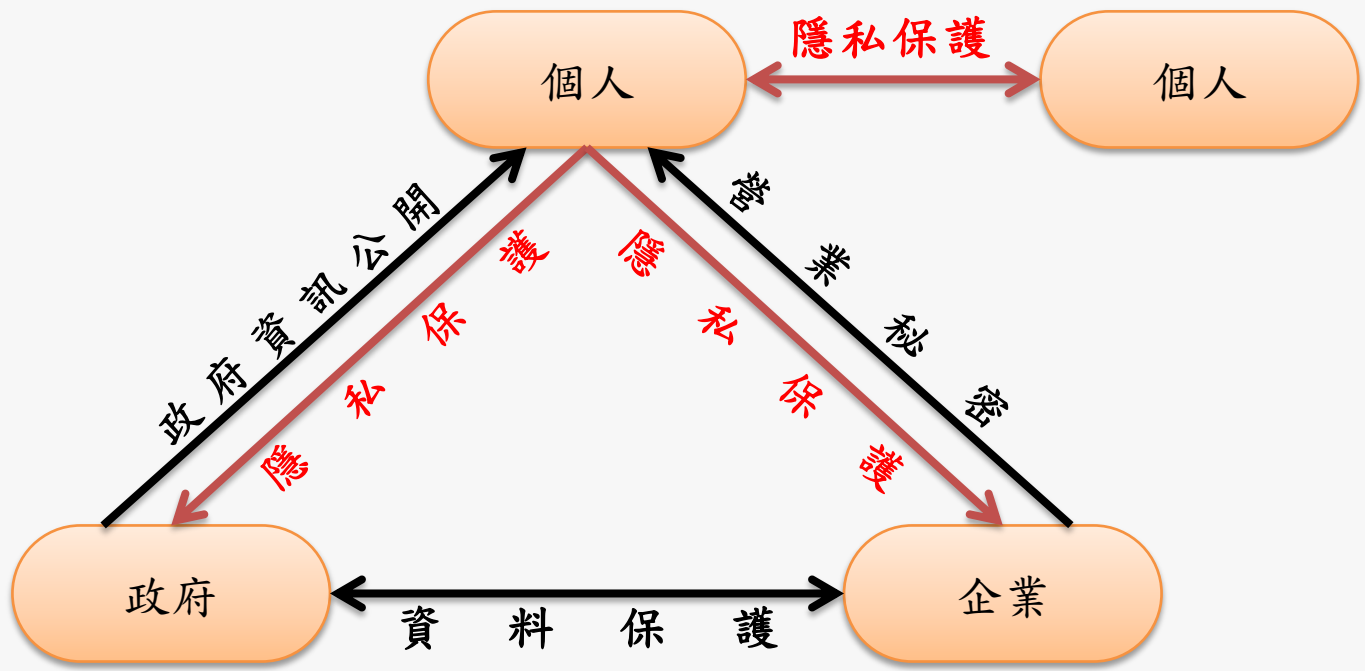 隱私保護
個人
個人
政府資訊公開
隱私保護
隱私保護
營業秘密
政府
企業
資料保護